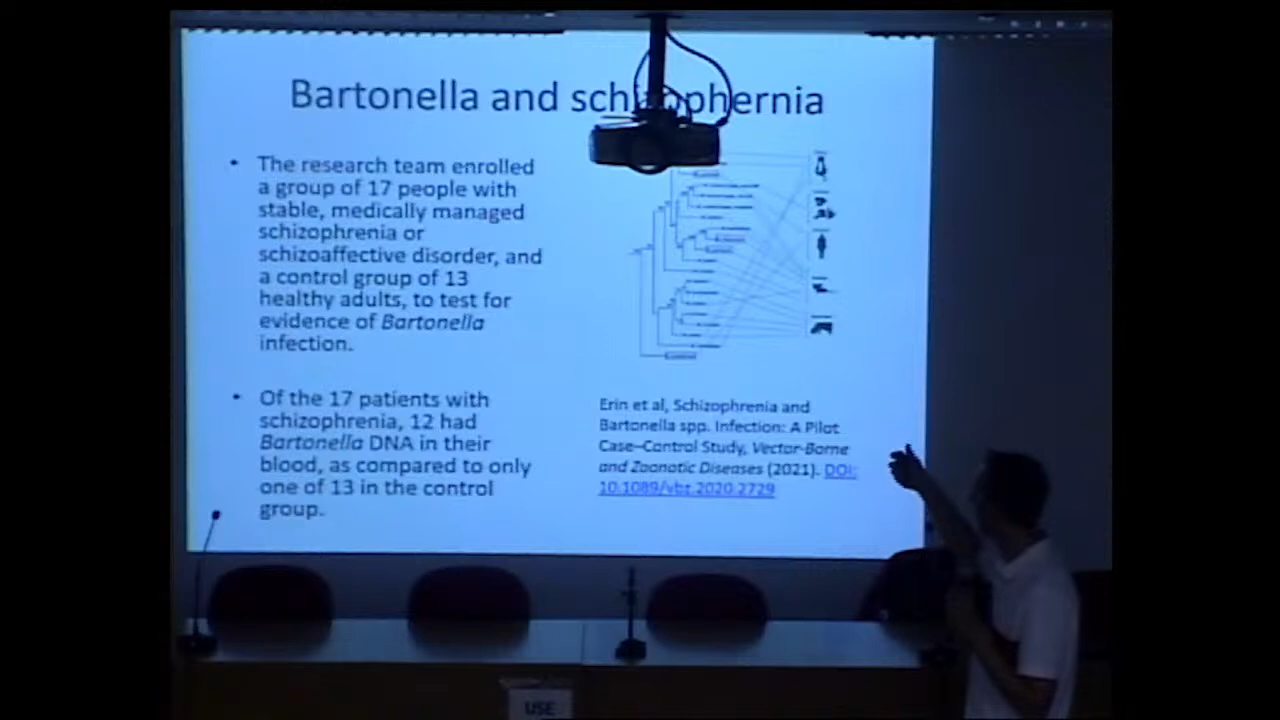 Bartonella and schizophernia
• The research team enrolled
a group of 17 people with
stable, medically managed
schizophrenia or
schizoaffective disorder, and
a control group of 13
healthy adults, to test for
evidence of Bartonella
infection.
• Of the 17 patients with
schizophrenia, 12 had
Bartonella DNA in their
blood, as compared to only
one of 13 in the control
group.
Erin et al, Schizophrenia and
Bartonella spp. Infection: A Pilot
Case–Control Study, Vector-Borne
and Zoonotic Diseases (2021). DOI:
10.1089/vbz.2020.2729
USE